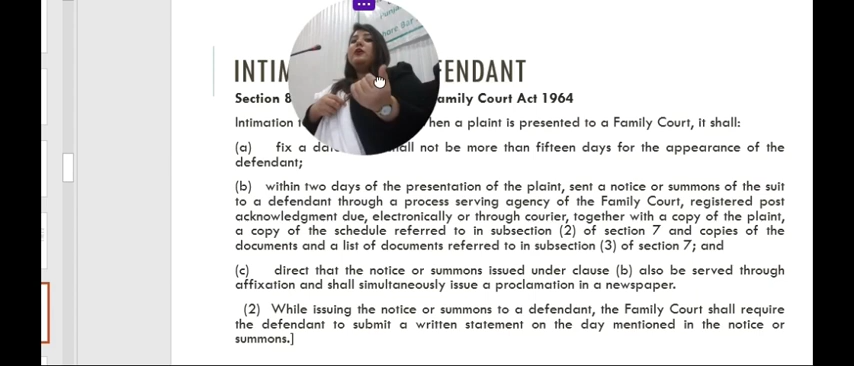 INTIM ENDANT
Section 8 amily Court Act 1964
Intimation hen a plaint is presented to a Family Court, it shall:
(a) fix a da all not be more than fifteen days for the appearance of the
defendant;
(b) within two days of the presentation of the plaint, sent a notice or summons of the suit
to a defendant through a process serving agency of the Family Court, registered post
acknowledgment due, electronically or through courier, together with a copy of the plaint,
a copy of the schedule referred to in subsection (2) of section 7 and copies of the
documents and a list of documents referred to in subsection (3) of section 7; and
(c) direct that the notice or summons issued under clause (b) also be served through
affixation and shall simultaneously issue a proclamation in a newspaper.
(2) While issuing the notice or summons to a defendant, the Family Court shall require
the defendant to submit a written statement on the day mentioned in the notice or
summons.]